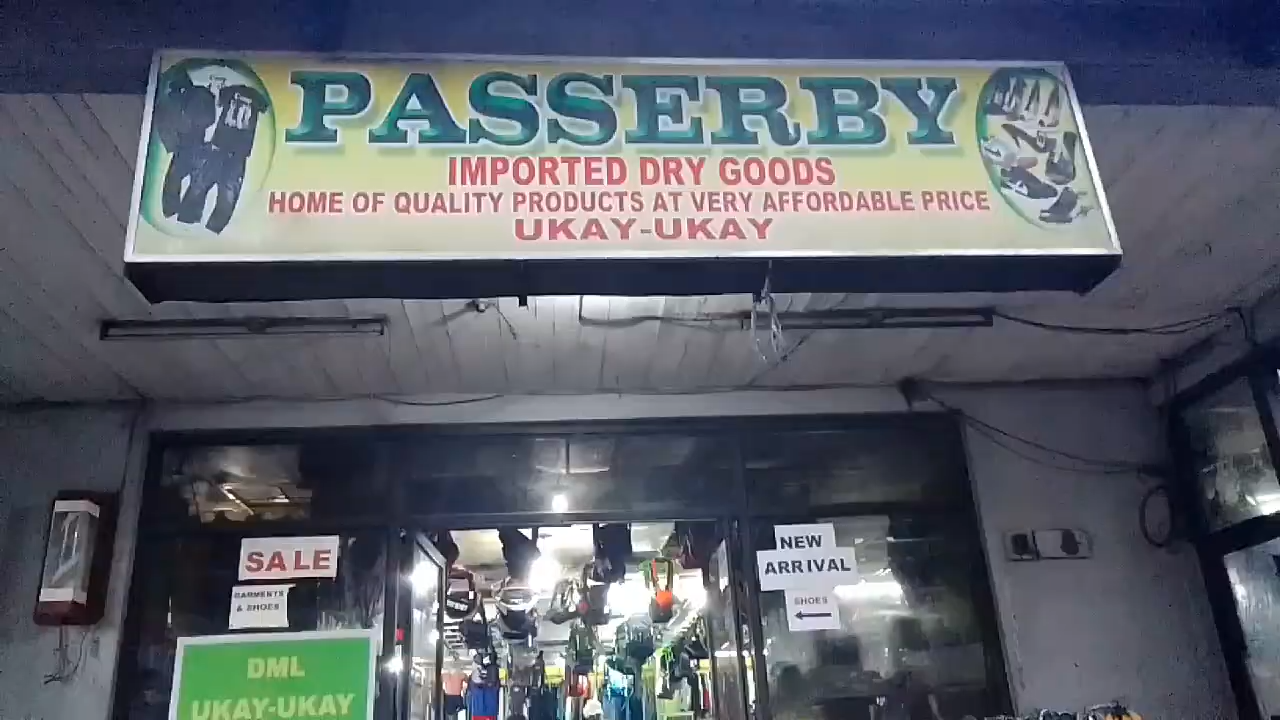 PASSERBY
IMPORTED DRY GOODS
HOME OF QUALITY PRODUCTS AT VERY AFFORDABLE PRICE
UKAY-UKAY
SALE
GARMENTS
& SHOES
NEW
ARRIVAL
SHOES
DML
UKAY-UKAY